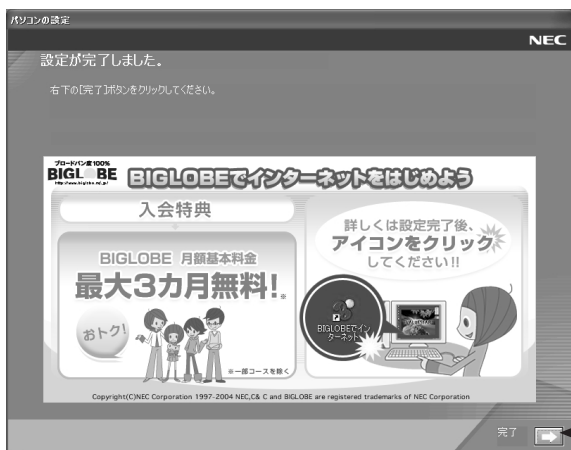 パソコンの設定
NEC
設定が完了しました。
右下の[完了]ボタンをクリックしてください。
ブロードバン度100%
BIGLOBE
http://www.biglobe.ne.jp/
BIGLOBEでインターネットをはじめよう
入会特典
BIGLOBE 月額基本料金
最大3カ月無料!※
おトク!
※一部コースを除く
詳しくは設定完了後、
アイコンをクリック
してください!!
BIGLOBEでイン
ターネット
Copyright(C)NEC Corporation 1997-2004 NEC,C& C and BIGLOBE are registered trademarks of NEC Corporation
完了